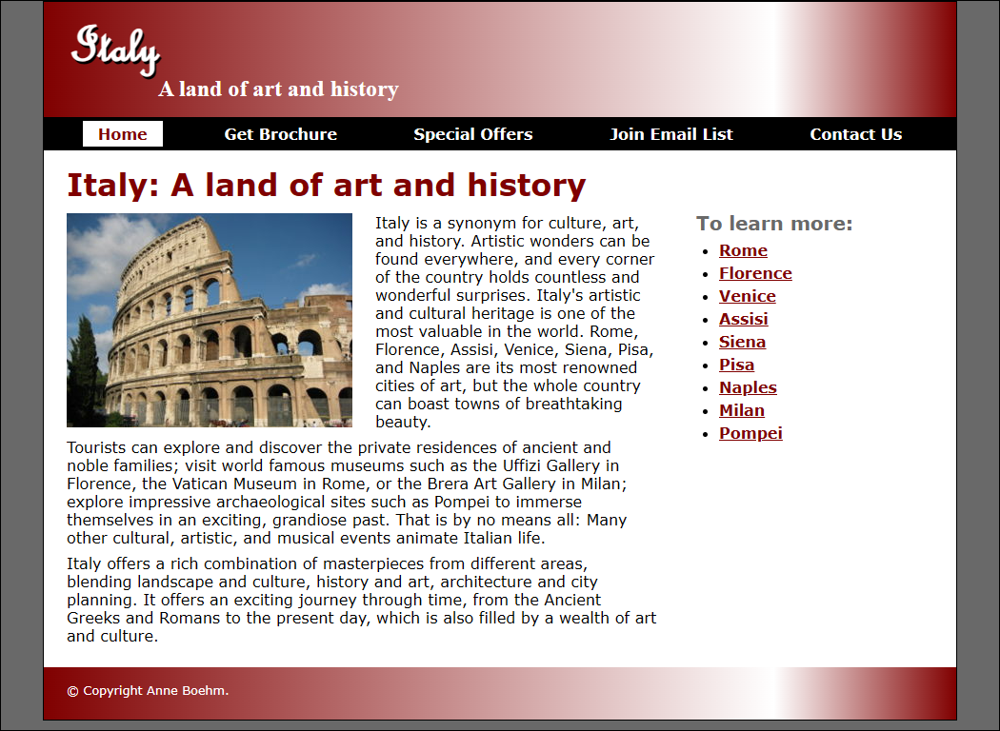 Italy
A land of art and history
Home Get Brochure Special Offers Join Email List Contact Us
Italy: A land of art and history
Italy is a synonym for culture, art,
and history. Artistic wonders can be
found everywhere, and every corner
of the country holds countless and
wonderful surprises. Italy's artistic
and cultural heritage is one of the
most valuable in the world. Rome,
Florence, Assisi, Venice, Siena, Pisa,
and Naples are its most renowned
cities of art, but the whole country
can boast towns of breathtaking
beauty.
Tourists can explore and discover the private residences of ancient and
noble families; visit world famous museums such as the Uffizi Gallery in
Florence, the Vatican Museum in Rome, or the Brera Art Gallery in Milan;
explore impressive archaeological sites such as Pompei to immerse
themselves in an exciting, grandiose past. That is by no means all: Many
other cultural, artistic, and musical events animate Italian life.
Italy offers a rich combination of masterpieces from different areas,
blending landscape and culture, history and art, architecture and city
planning. It offers an exciting journey through time, from the Ancient
Greeks and Romans to the present day, which is also filled by a wealth of art
and culture.
To learn more:
Rome
Florence
Venice
Assisi
Siena
Pisa
Naples
Milan
Pompei
© Copyright Anne Boehm.